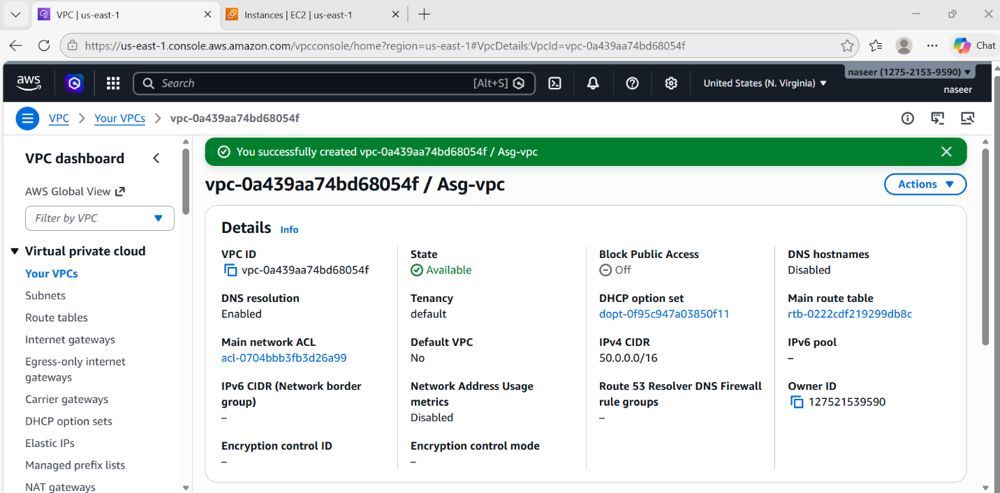 VPC | us-east-1
Instances | EC2 | us-east-1
https://us-east-1.console.aws.amazon.com/vpcconsole/home?region=us-east-1#VpcDetails:VpcId=vpc-0a439aa74bd68054f
Chat
aws
Search
[Alt+S]
United States (N. Virginia)
naseer (1275-2153-9590)
naseer
VPC
Your VPCs
vpc-0a439aa74bd68054f
VPC dashboard
AWS Global View
Filter by VPC
Virtual private cloud
Your VPCs
Subnets
Route tables
Internet gateways
Egress-only internet
gateways
Carrier gateways
DHCP option sets
Elastic IPs
Managed prefix lists
NAT gateways
You successfully created vpc-0a439aa74bd68054f / Asg-vpc
vpc-0a439aa74bd68054f / Asg-vpc
Actions
Details Info
VPC ID
vpc-0a439aa74bd68054f
State
Available
Block Public Access
Off
DNS hostnames
Disabled
DNS resolution
Enabled
Tenancy
default
DHCP option set
dopt-0f95c947a03850f11
Main route table
rtb-0222cdf219299db8c
Main network ACL
acl-0704bbb3fb3d26a99
Default VPC
No
IPv4 CIDR
50.0.0.0/16
IPv6 pool
–
IPv6 CIDR (Network border
group)
–
Network Address Usage
metrics
Disabled
Route 53 Resolver DNS Firewall
rule groups
–
Owner ID
127521539590
Encryption control ID
–
Encryption control mode
–